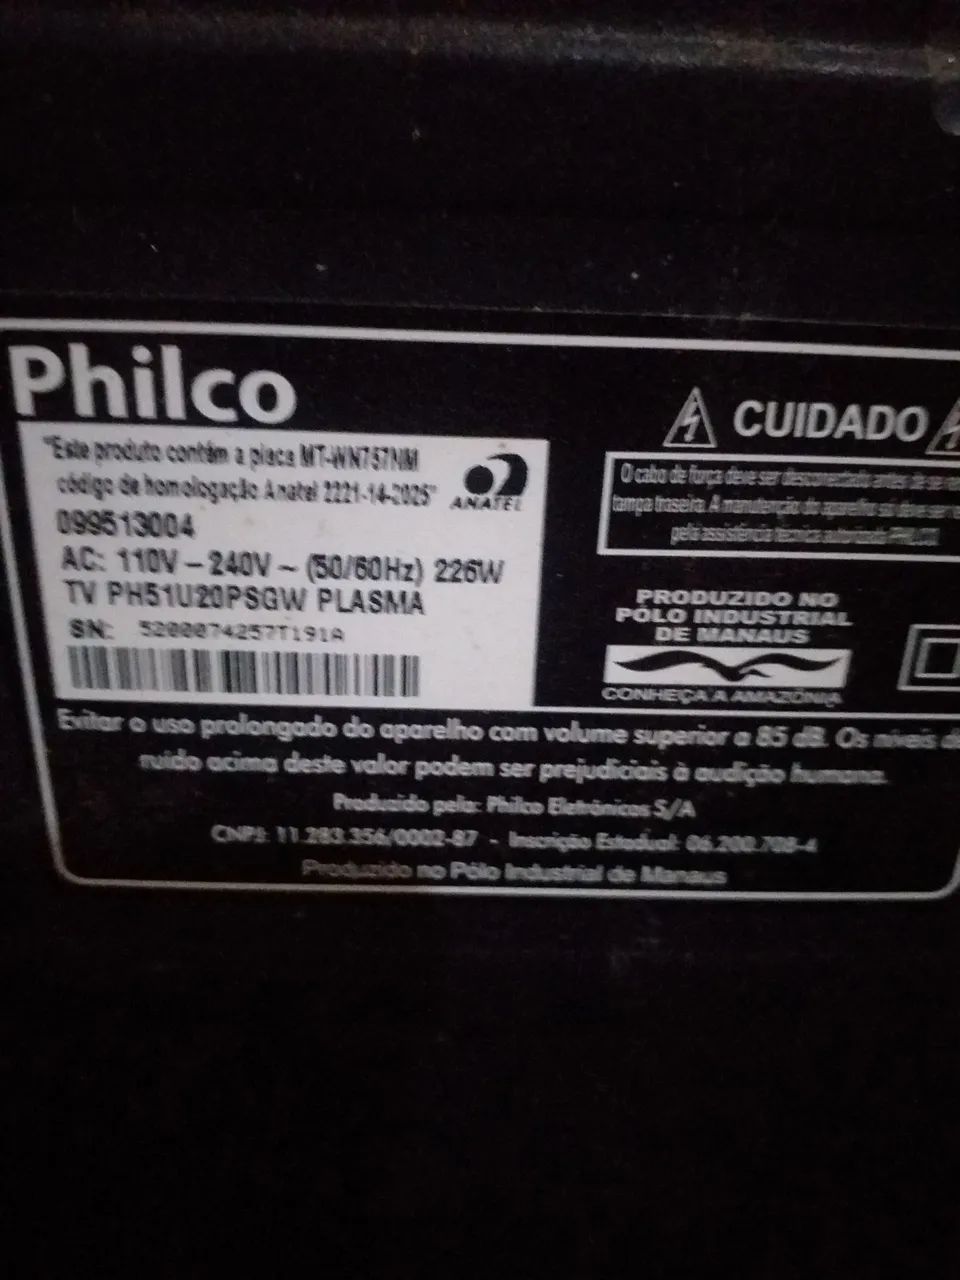 Philco
"Este produto contém a placa MT-WN757NM
código de homologação Anatel 2221-14-2025"
ANATEL
099513004
AC: 110V – 240V ~ (50/60Hz) 226W
TV PH51U20PSGW PLASMA
SN: 5200074257T191A
CUIDADO
O cabo de força deve ser desconectado antes de se
tampa traseira. A manutenção do aparelho só deve ser
pela assistência técnica autorizada PHILCO.
PRODUZIDO NO
PÓLO INDUSTRIAL
DE MANAUS
CONHEÇA A AMAZÔNIA
Evitar o uso prolongado do aparelho com volume superior a 85 dB. Os níveis de
ruído acima deste valor podem ser prejudiciais à audição humana.
Produzido pela: Philco Eletrônicos S/A
CNPJ: 11.283.356/0002-87 - Inscrição Estadual: 06.200.708-4
Produzido no Pólo Industrial de Manaus